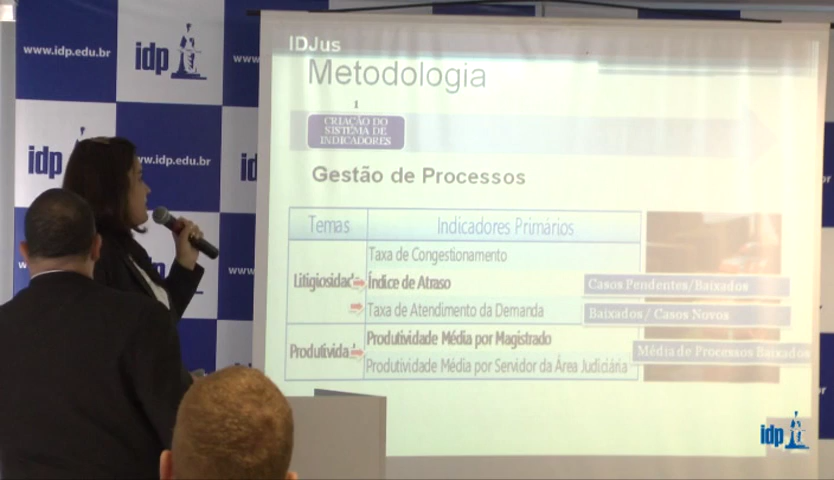 www.idp.edu.br
idp
IDJus
Metodologia
1
CRIAÇÃO DO
SISTEMA DE
INDICADORES
idp
www.idp.edu.br
Gestão de Processos
Temas Indicadores Primários
Taxa de Congestionamento
Litigiosidade Índice de Atraso Casos Pendentes/Baixados
Taxa de Atendimento da Demanda Baixados / Casos Novos
Produtivida Produtividade Média por Magistrado Média de Processos Baixados
Produtividade Média por Servidor da Área Judiciária
idp